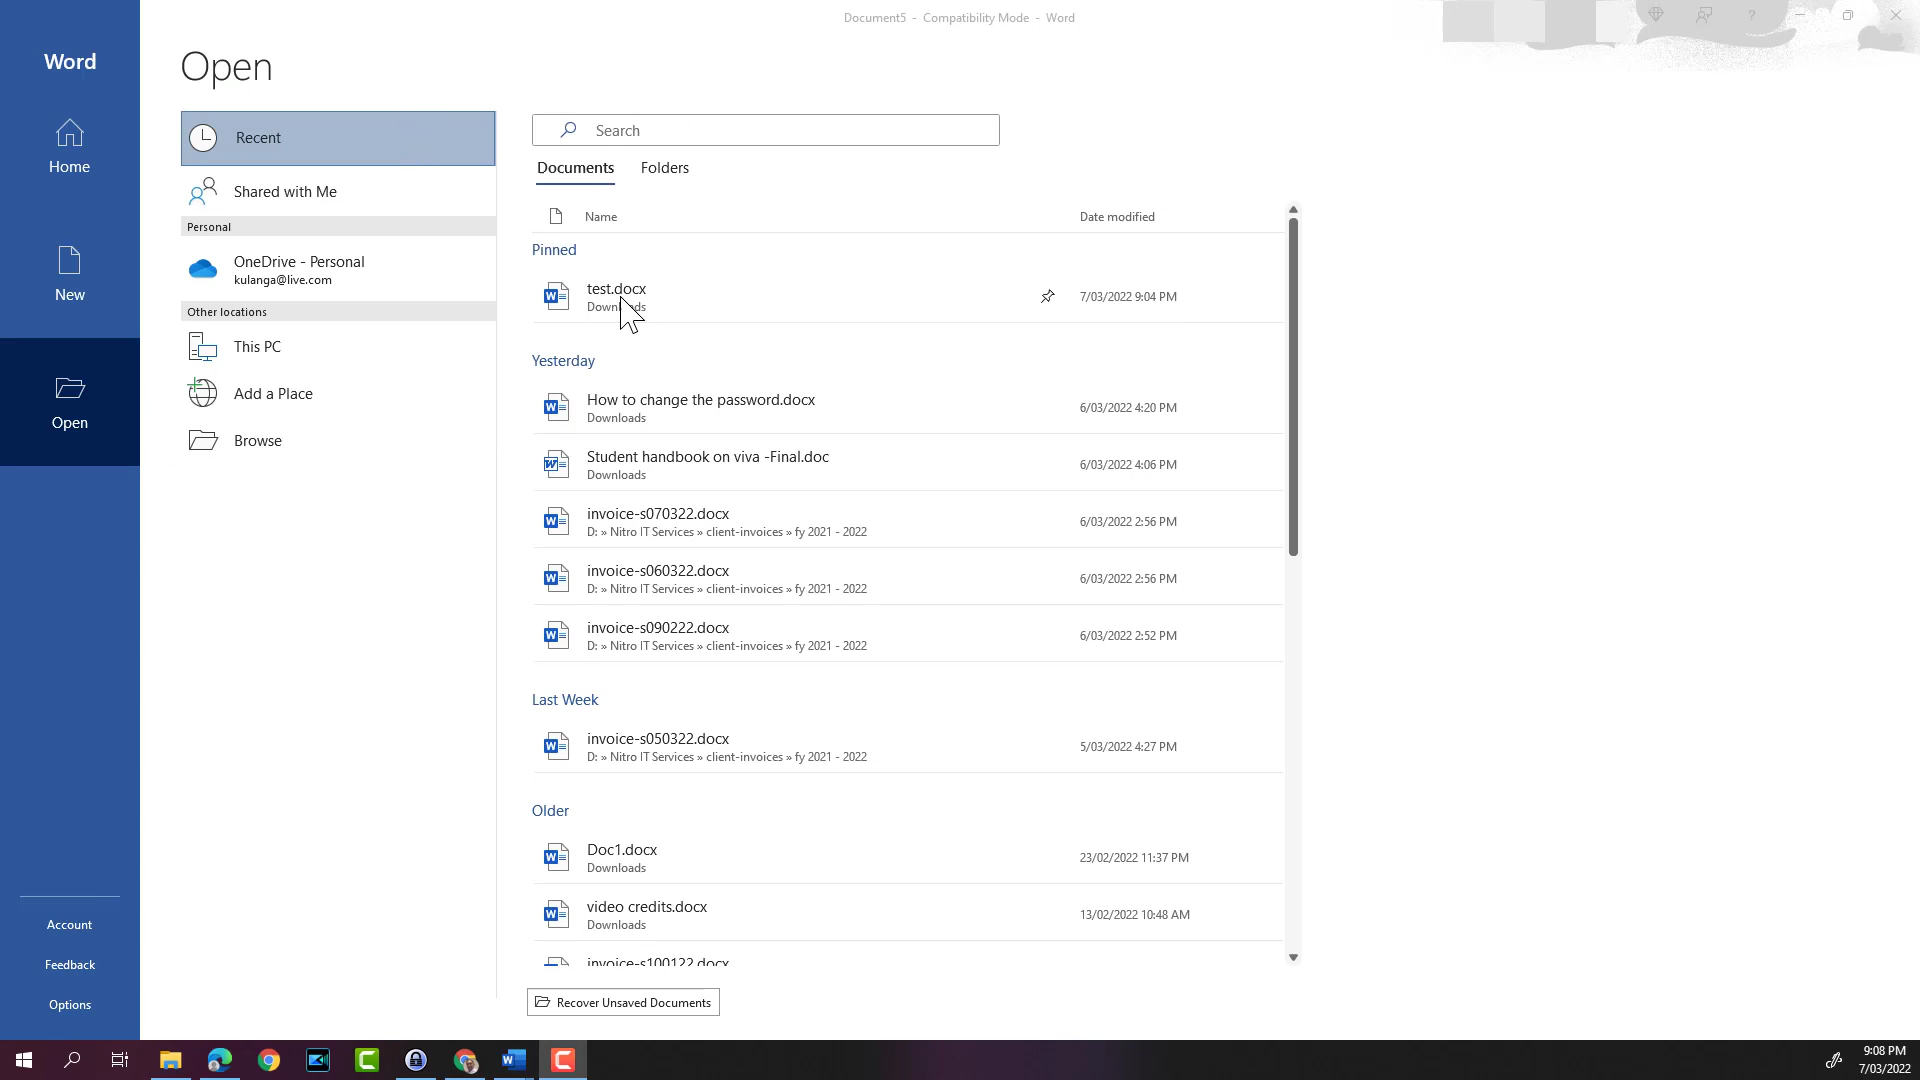 Document5 - Compatibility Mode - Word
Word
Home
New
Open
Account
Feedback
Options
Open
Recent
Shared with Me
Personal
OneDrive - Personal
kulanga@live.com
Other locations
This PC
Add a Place
Browse
Search
Documents Folders
Name Date modified
Pinned
test.docx
7/03/2022 9:04 PM
Downloads
Yesterday
How to change the password.docx
6/03/2022 4:20 PM
Downloads
Student handbook on viva -Final.doc
6/03/2022 4:06 PM
Downloads
invoice-s070322.docx
6/03/2022 2:56 PM
D: » Nitro IT Services » client-invoices » fy 2021 - 2022
invoice-s060322.docx
6/03/2022 2:56 PM
D: » Nitro IT Services » client-invoices » fy 2021 - 2022
invoice-s090222.docx
6/03/2022 2:52 PM
D: » Nitro IT Services » client-invoices » fy 2021 - 2022
Last Week
invoice-s050322.docx
5/03/2022 4:27 PM
D: » Nitro IT Services » client-invoices » fy 2021 - 2022
Older
Doc1.docx
23/02/2022 11:37 PM
Downloads
video credits.docx
13/02/2022 10:48 AM
Downloads
invoice-s100122.docx
Recover Unsaved Documents
9:08 PM
7/03/2022